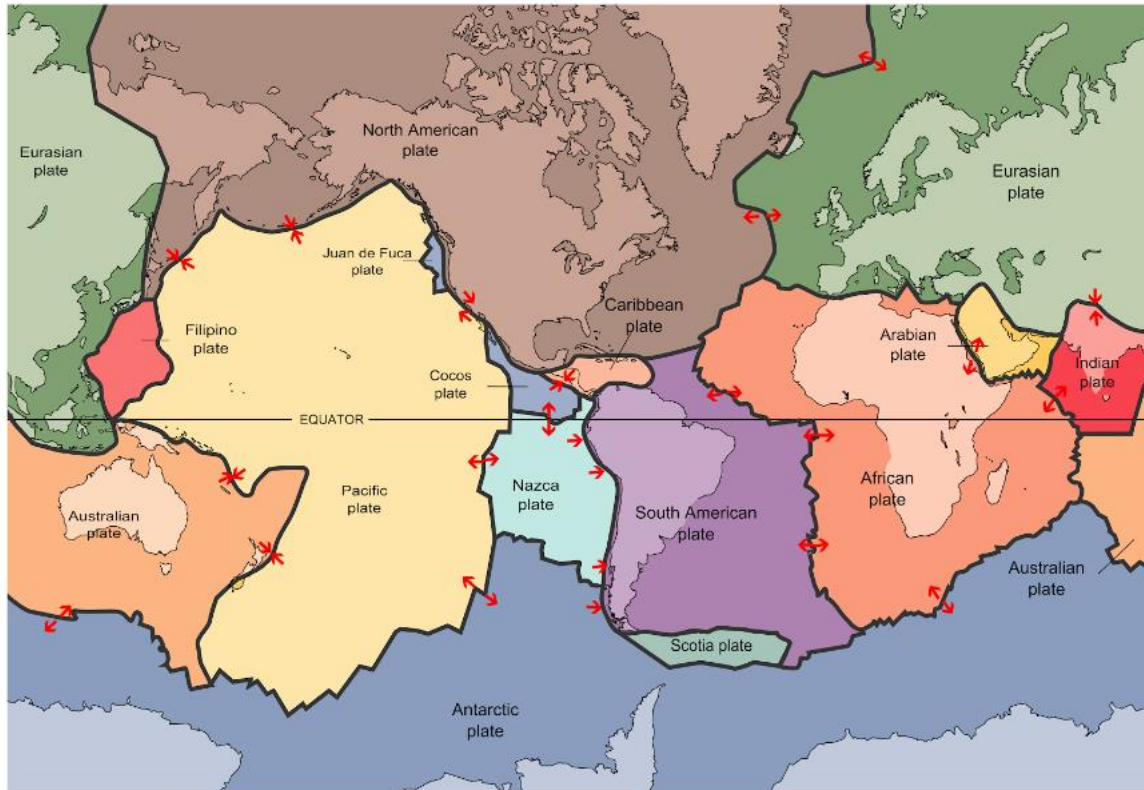 North American
plate
Eurasian
plate
Eurasian
plate
Juan de Fuca
plate
Caribbean
plate
Filipino
plate
Arabian
plate
Indian
plate
Cocos
plate
EQUATOR
Nazca
plate
Pacific
plate
African
plate
South American
plate
Australian
plate
Australian
plate
Scotia plate
Antarctic
plate